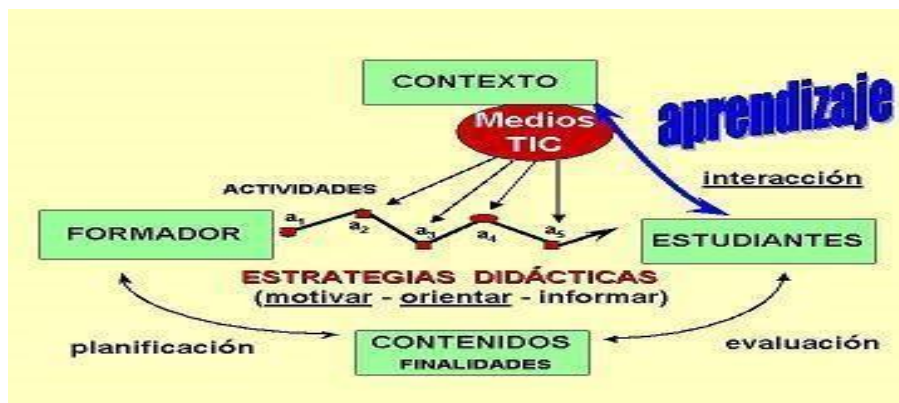 CONTEXTO
Medios
TIC
aprendizaje
interacción
ACTIVIDADES
a1
a2
a3
a4
a5
FORMADOR
ESTUDIANTES
ESTRATEGIAS DIDÁCTICAS
(motivar - orientar - informar)
planificación
CONTENIDOS
FINALIDADES
evaluación